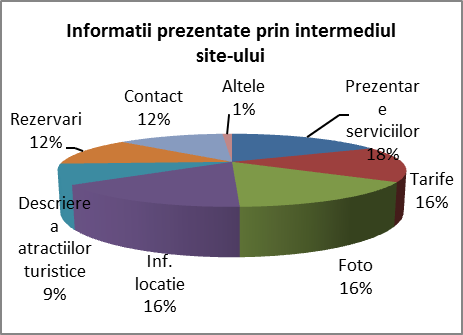 Informatii prezentate prin intermediul
site-ului
Altele
1%
Prezentar
e
serviciilor
18%
Tarife
16%
Foto
16%
Inf.
locatie
16%
Descriere
a
atractiilor
turistice
9%
Rezervari
12%
Contact
12%